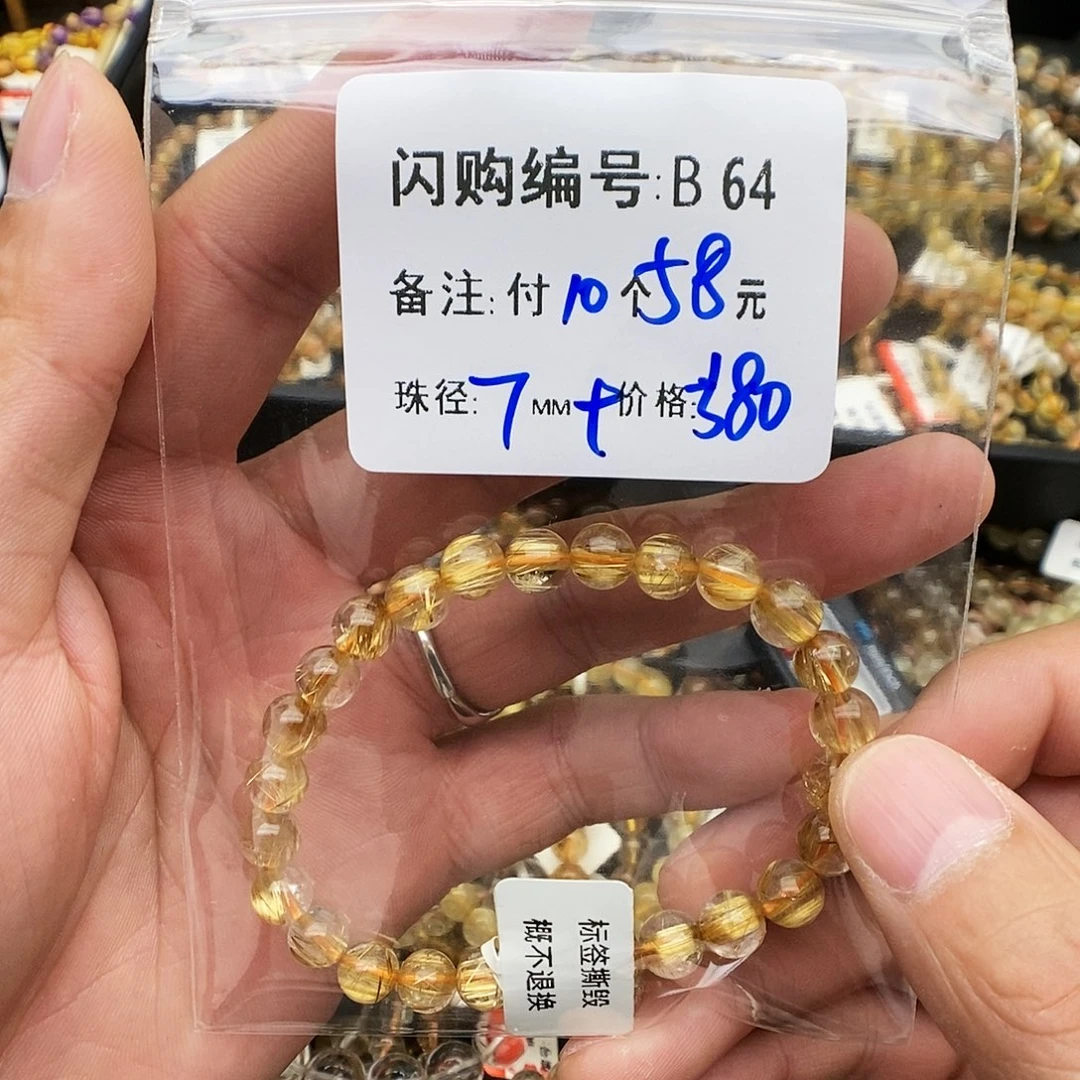 闪购编号:B 64
备注:付10个58元
珠径:7MM+价格:380
标签撕毁
概不退换